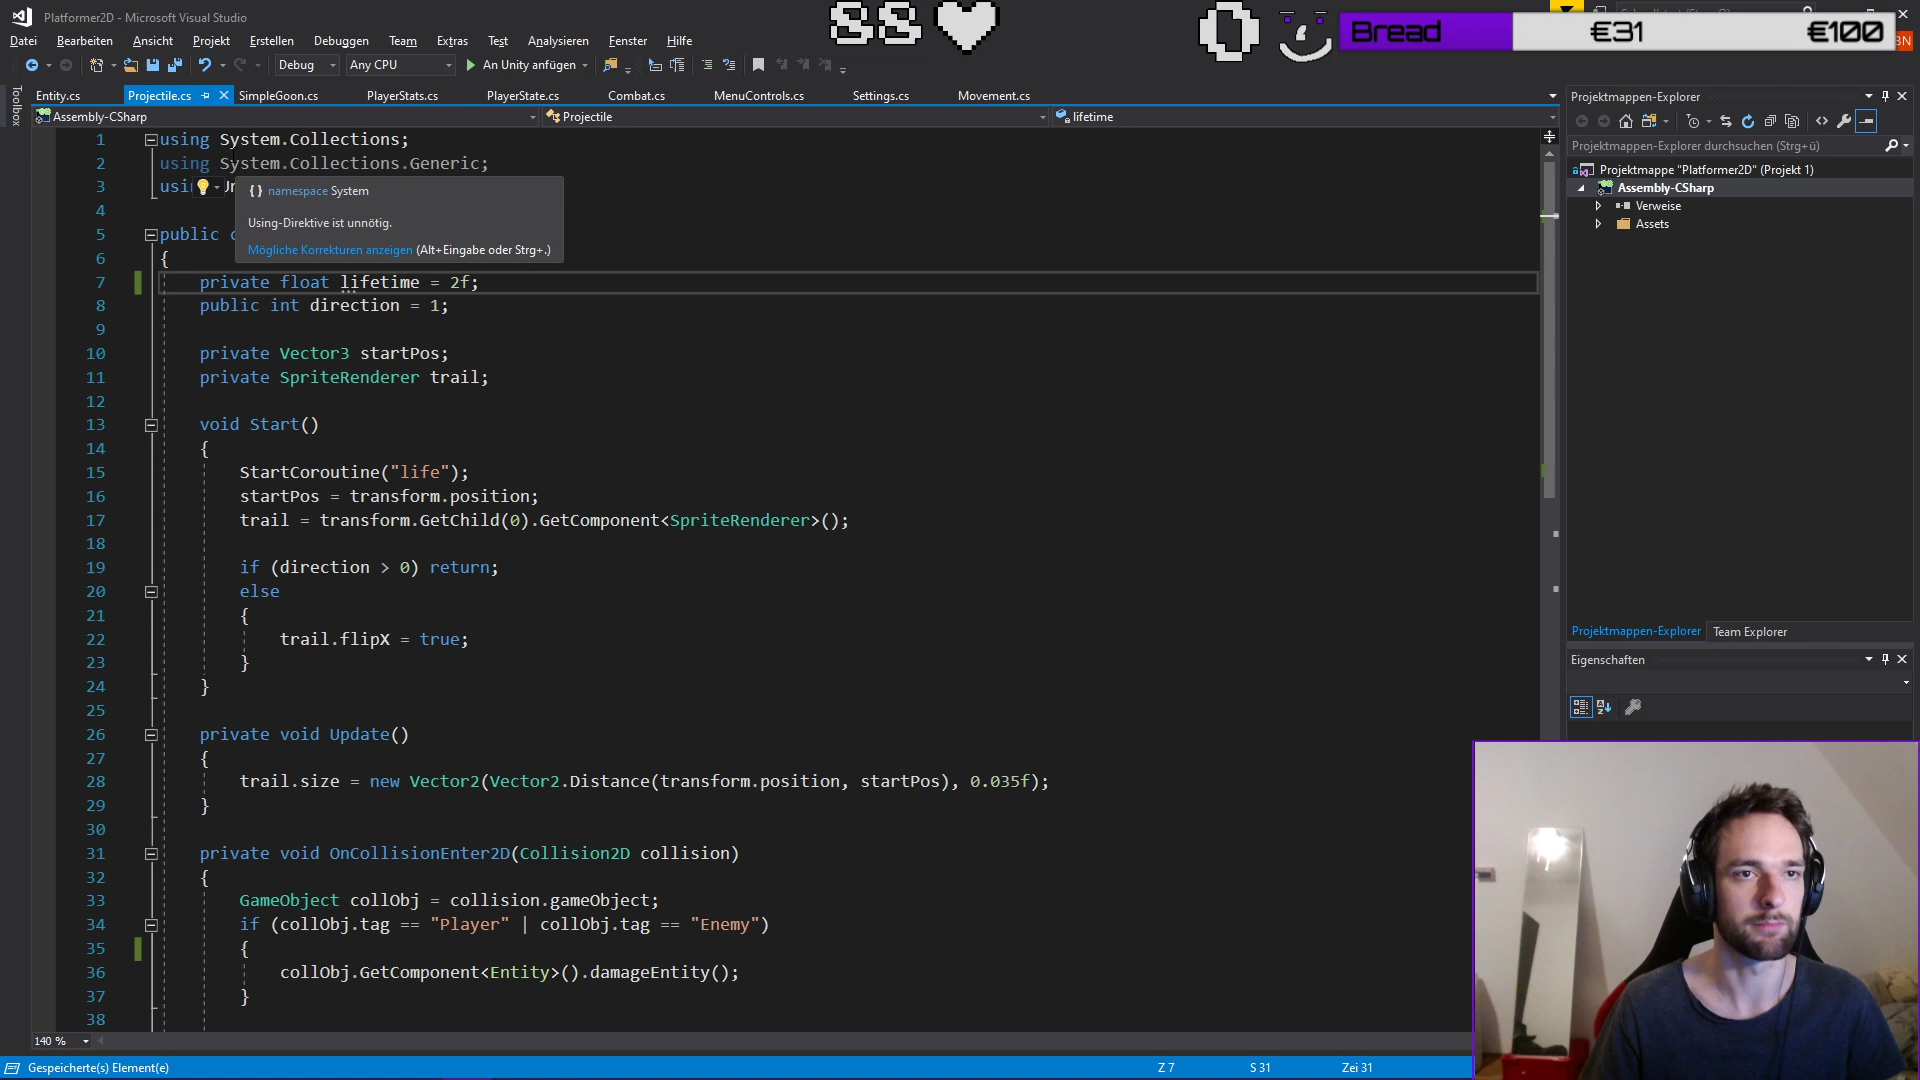 Platformer2D - Microsoft Visual Studio
88
0
Bread €31 €100
Datei Bearbeiten Ansicht Projekt Erstellen Debuggen Team Extras Test Analysieren Fenster Hilfe
Debug Any CPU An Unity anfügen
Toolbox
Entity.cs Projectile.cs SimpleGoon.cs PlayerStats.cs PlayerState.cs Combat.cs MenuControls.cs Settings.cs Movement.cs
Assembly-CSharp Projectile lifetime
1 using System.Collections;
2 using System.Collections.Generic;
3 usi
{} namespace System
Using-Direktive ist unnötig.
Mögliche Korrekturen anzeigen (Alt+Eingabe oder Strg+.)
4
5 public
6 {
7 private float lifetime = 2f;
8 public int direction = 1;
9
10 private Vector3 startPos;
11 private SpriteRenderer trail;
12
13 void Start()
14 {
15 StartCoroutine("life");
16 startPos = transform.position;
17 trail = transform.GetChild(0).GetComponent<SpriteRenderer>();
18
19 if (direction > 0) return;
20 else
21 {
22 trail.flipX = true;
23 }
24 }
25
26 private void Update()
27 {
28 trail.size = new Vector2(Vector2.Distance(transform.position, startPos), 0.035f);
29 }
30
31 private void OnCollisionEnter2D(Collision2D collision)
32 {
33 GameObject collObj = collision.gameObject;
34 if (collObj.tag == "Player" | collObj.tag == "Enemy")
35 {
36 collObj.GetComponent<Entity>().damageEntity();
37 }
38
140 %
Gespeicherte(s) Element(e) Z 7 S 31 Zei 31
Projektmappen-Explorer
Projektmappen-Explorer durchsuchen (Strg+ü)
Projektmappe "Platformer2D" (Projekt 1)
Assembly-CSharp
Verweise
Assets
Projektmappen-Explorer Team Explorer
Eigenschaften